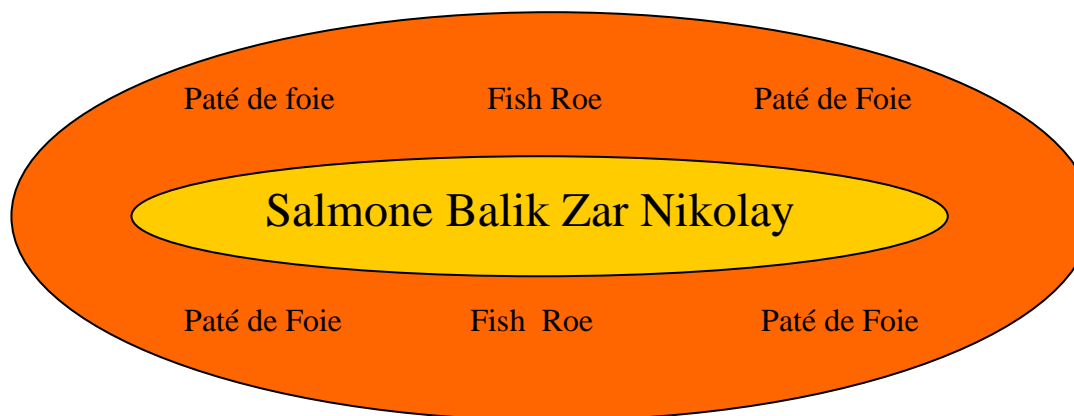 Paté de foie Fish Roe Paté de Foie
Salmone Balik Zar Nikolay
Paté de Foie Fish Roe Paté de Foie